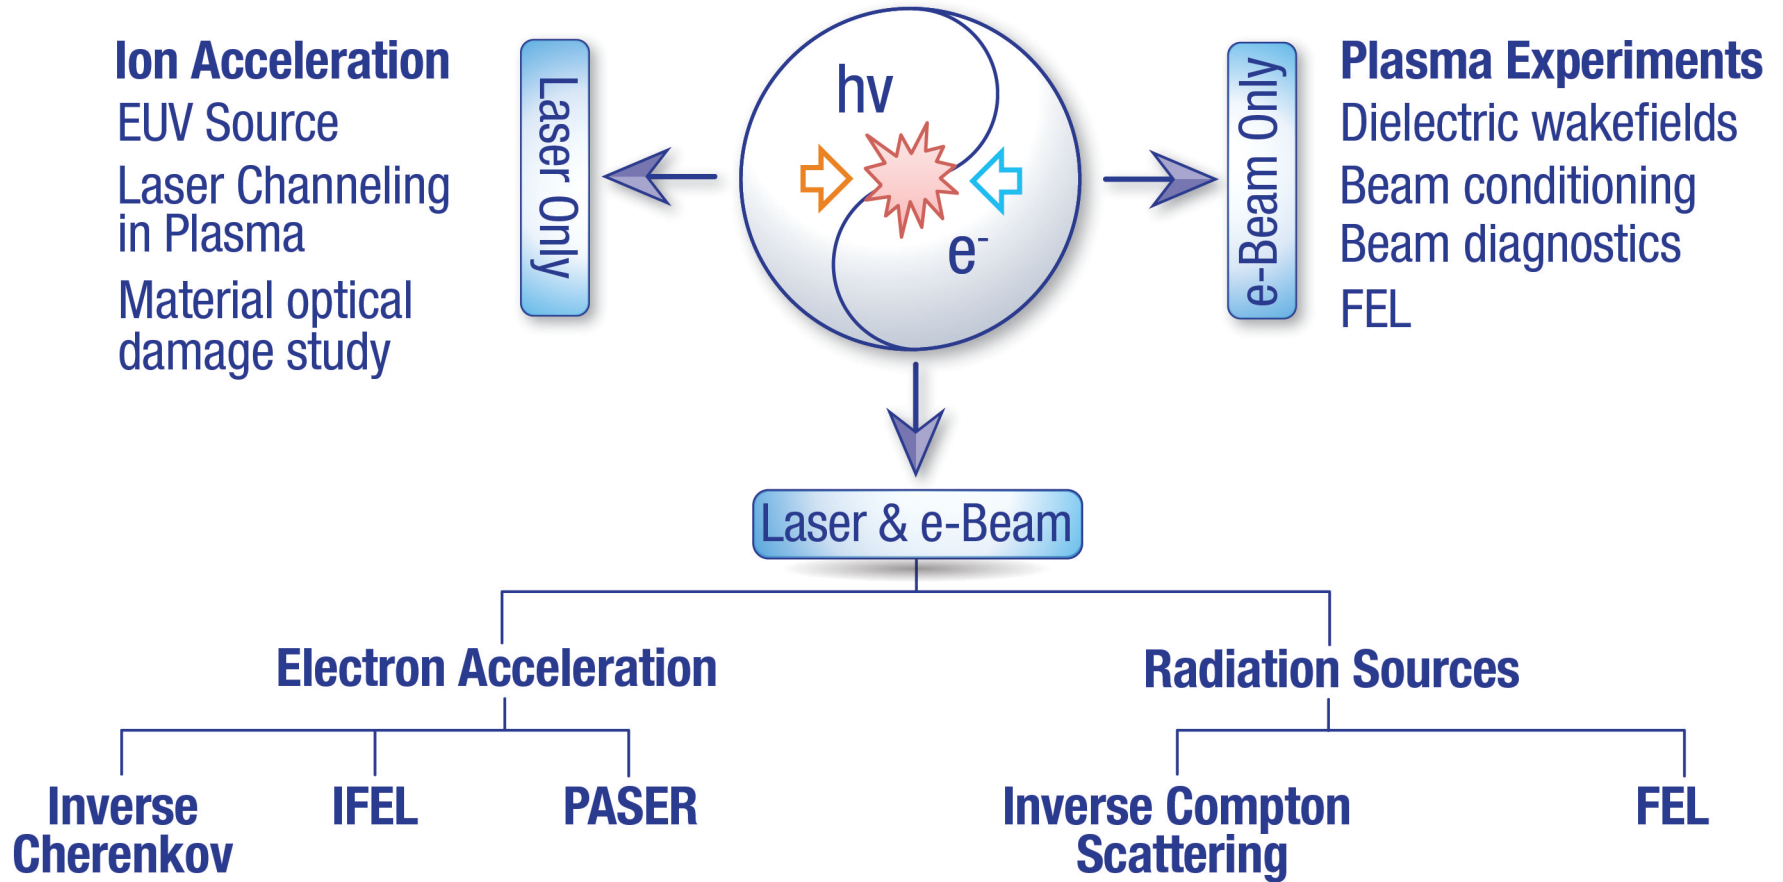 Ion Acceleration
EUV Source
Laser Channeling
in Plasma
Material optical
damage study
Laser Only
hν
e⁻
e-Beam Only
Plasma Experiments
Dielectric wakefields
Beam conditioning
Beam diagnostics
FEL
Laser & e-Beam
Electron Acceleration
Radiation Sources
Inverse
Cherenkov
IFEL
PASER
Inverse Compton
Scattering
FEL